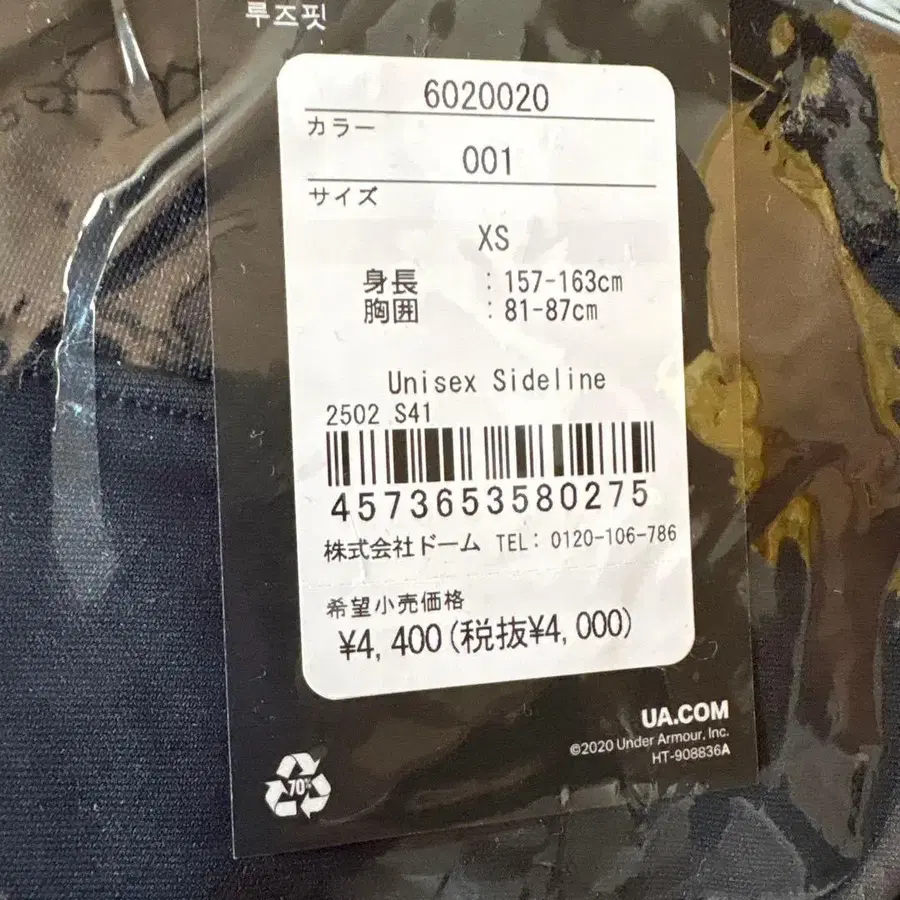 루즈핏
6020020
カラー
001
サイズ
XS
身長 : 157-163cm
胸囲 : 81-87cm
Unisex Sideline
2502 S41
4573653580275
株式会社ドーム TEL: 0120-106-786
希望小売価格
¥4,400(税抜¥4,000)
UA.COM
©2020 Under Armour, Inc.
HT-908836A
70%